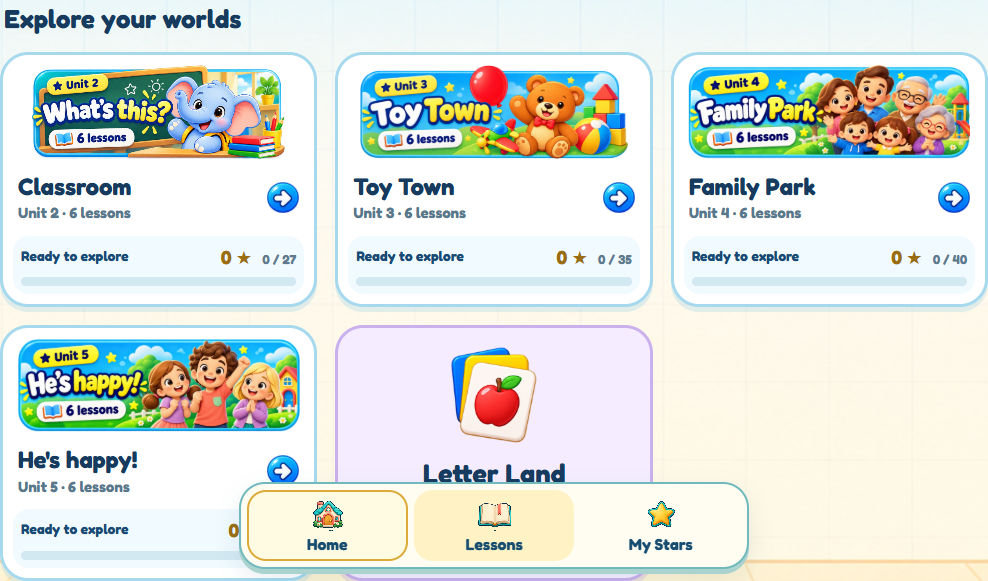 Explore your worlds
★ Unit 2
What's this?
6 lessons
Classroom
Unit 2 · 6 lessons
Ready to explore 0 ★ 0 / 27
★ Unit 3
Toy Town
6 lessons
Toy Town
Unit 3 · 6 lessons
Ready to explore 0 ★ 0 / 35
★ Unit 4
Family Park
6 lessons
Family Park
Unit 4 · 6 lessons
Ready to explore 0 ★ 0 / 40
★ Unit 5
He's happy!
6 lessons
He's happy!
Unit 5 · 6 lessons
Ready to explore 0
Letter Land
Home
Lessons
My Stars